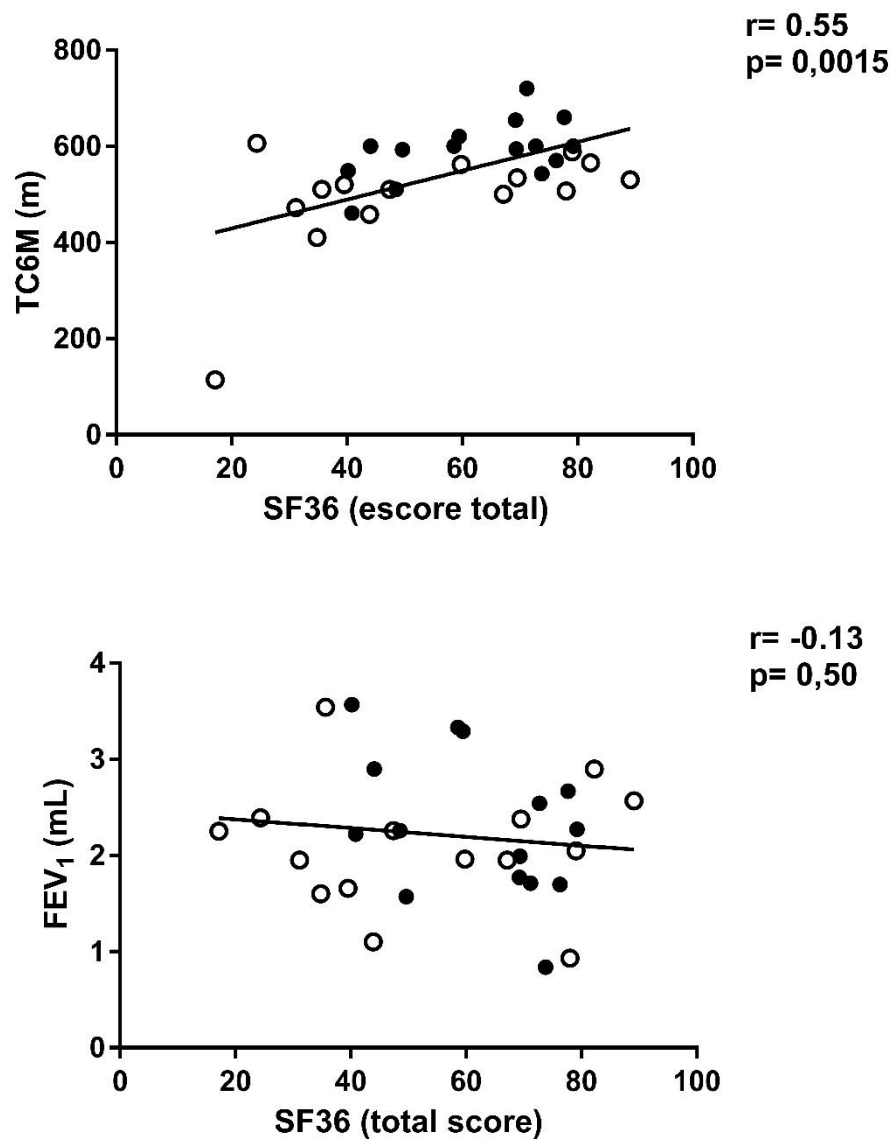 r= 0.55
p= 0,0015
800
600
400
200
0
TC6M (m)
0 20 40 60 80 100
SF36 (escore total)
r= -0.13
p= 0,50
4
3
2
1
0
FEV₁ (mL)
0 20 40 60 80 100
SF36 (total score)